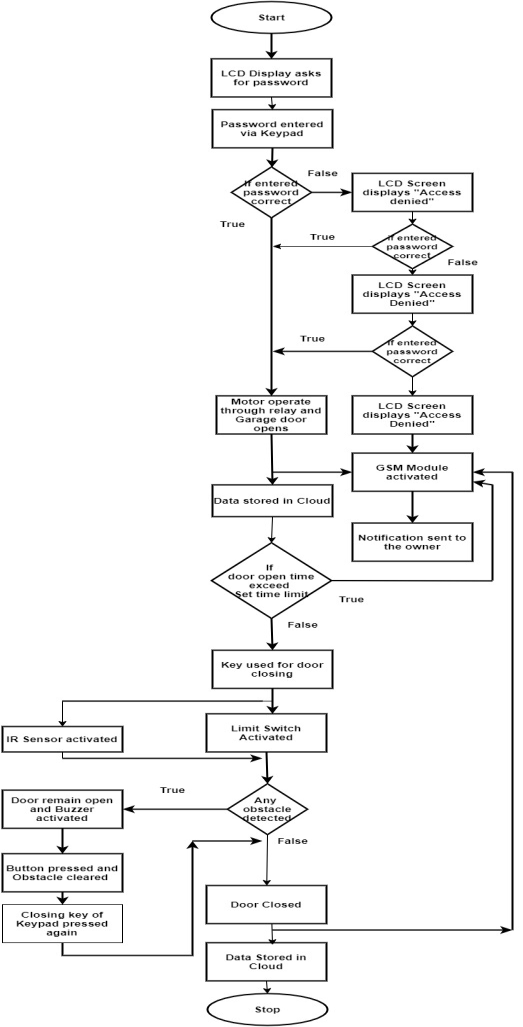 Start
LCD Display asks
for password
Password entered
via Keypad
If entered
password
correct
False
True
LCD Screen
displays "Access
denied"
If entered
password
correct
True
False
LCD Screen
displays "Access
Denied"
If entered
password
correct
True
LCD Screen
displays "Access
Denied"
Motor operate
through relay and
Garage door
opens
GSM Module
activated
Data stored in Cloud
Notification sent to
the owner
If
door open time
exceed
Set time limit
True
False
Key used for door
closing
IR Sensor activated
Limit Switch
Activated
Any
obstacle
detected
True
False
Door remain open
and Buzzer
activated
Button pressed and
Obstacle cleared
Closing key of
Keypad pressed
again
Door Closed
Data Stored in
Cloud
Stop